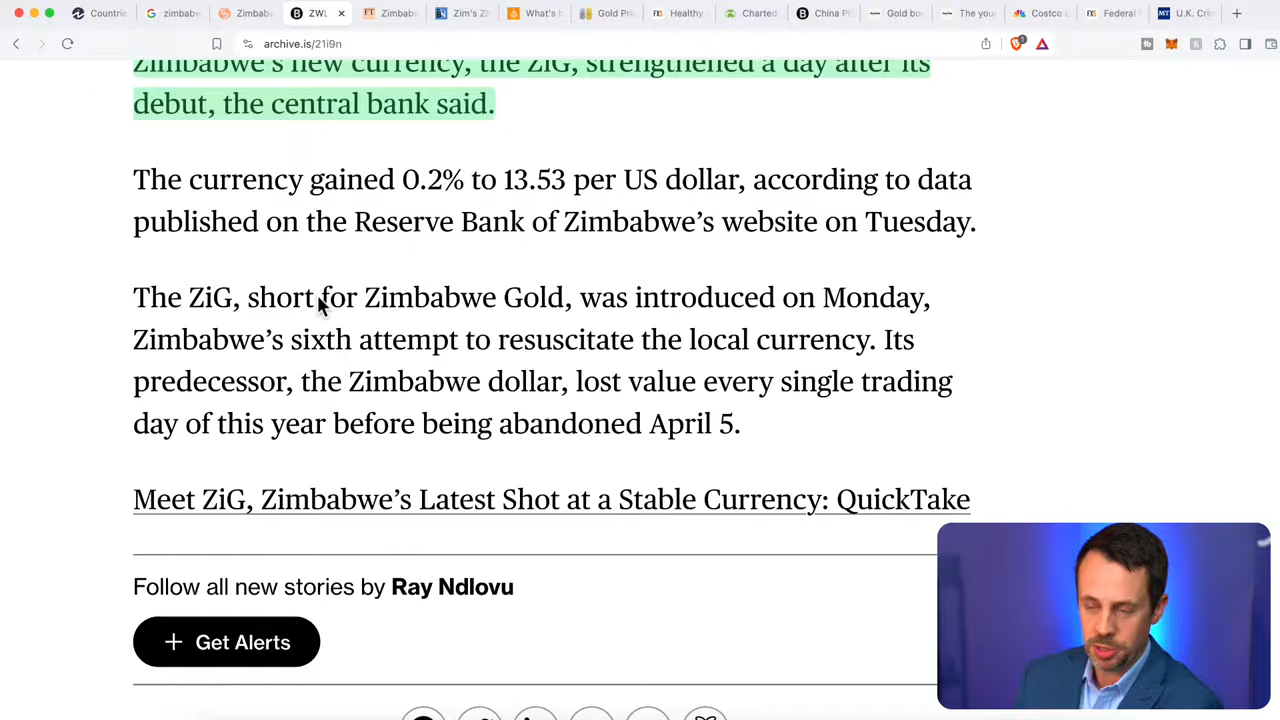 Countrie
zimbabw
Zimbab
ZWL
Zimbab
Zim's Z
What's b
Gold Pri
Healthy
Charted
China P
Gold bo
The you
Costco g
Federal
U.K. Cri
archive.is/21i9n
1
Zimbabwe's new currency, the ZiG, strengthened a day after its
debut, the central bank said.
The currency gained 0.2% to 13.53 per US dollar, according to data
published on the Reserve Bank of Zimbabwe's website on Tuesday.
The ZiG, short for Zimbabwe Gold, was introduced on Monday,
Zimbabwe's sixth attempt to resuscitate the local currency. Its
predecessor, the Zimbabwe dollar, lost value every single trading
day of this year before being abandoned April 5.
Meet ZiG, Zimbabwe's Latest Shot at a Stable Currency: QuickTake
Follow all new stories by Ray Ndlovu
+ Get Alerts